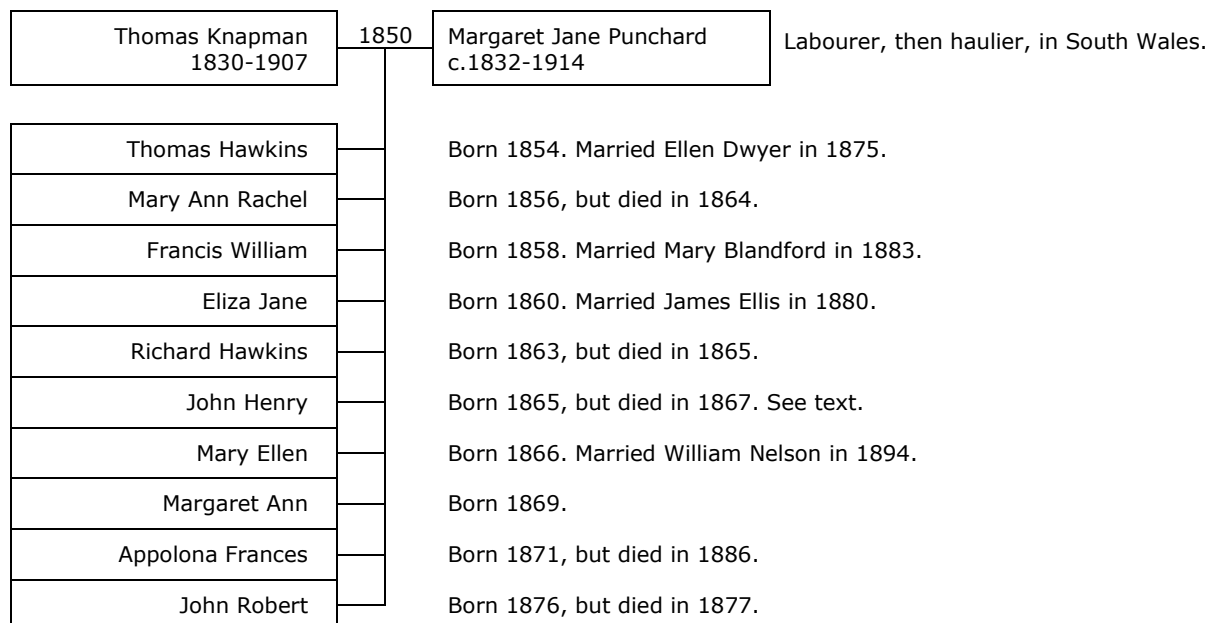 Thomas Knapman 1850 Margaret Jane Punchard Labourer, then haulier, in South Wales.
1830-1907 c.1832-1914
Thomas Hawkins Born 1854. Married Ellen Dwyer in 1875.
Mary Ann Rachel Born 1856, but died in 1864.
Francis William Born 1858. Married Mary Blandford in 1883.
Eliza Jane Born 1860. Married James Ellis in 1880.
Richard Hawkins Born 1863, but died in 1865.
John Henry Born 1865, but died in 1867. See text.
Mary Ellen Born 1866. Married William Nelson in 1894.
Margaret Ann Born 1869.
Appolona Frances Born 1871, but died in 1886.
John Robert Born 1876, but died in 1877.